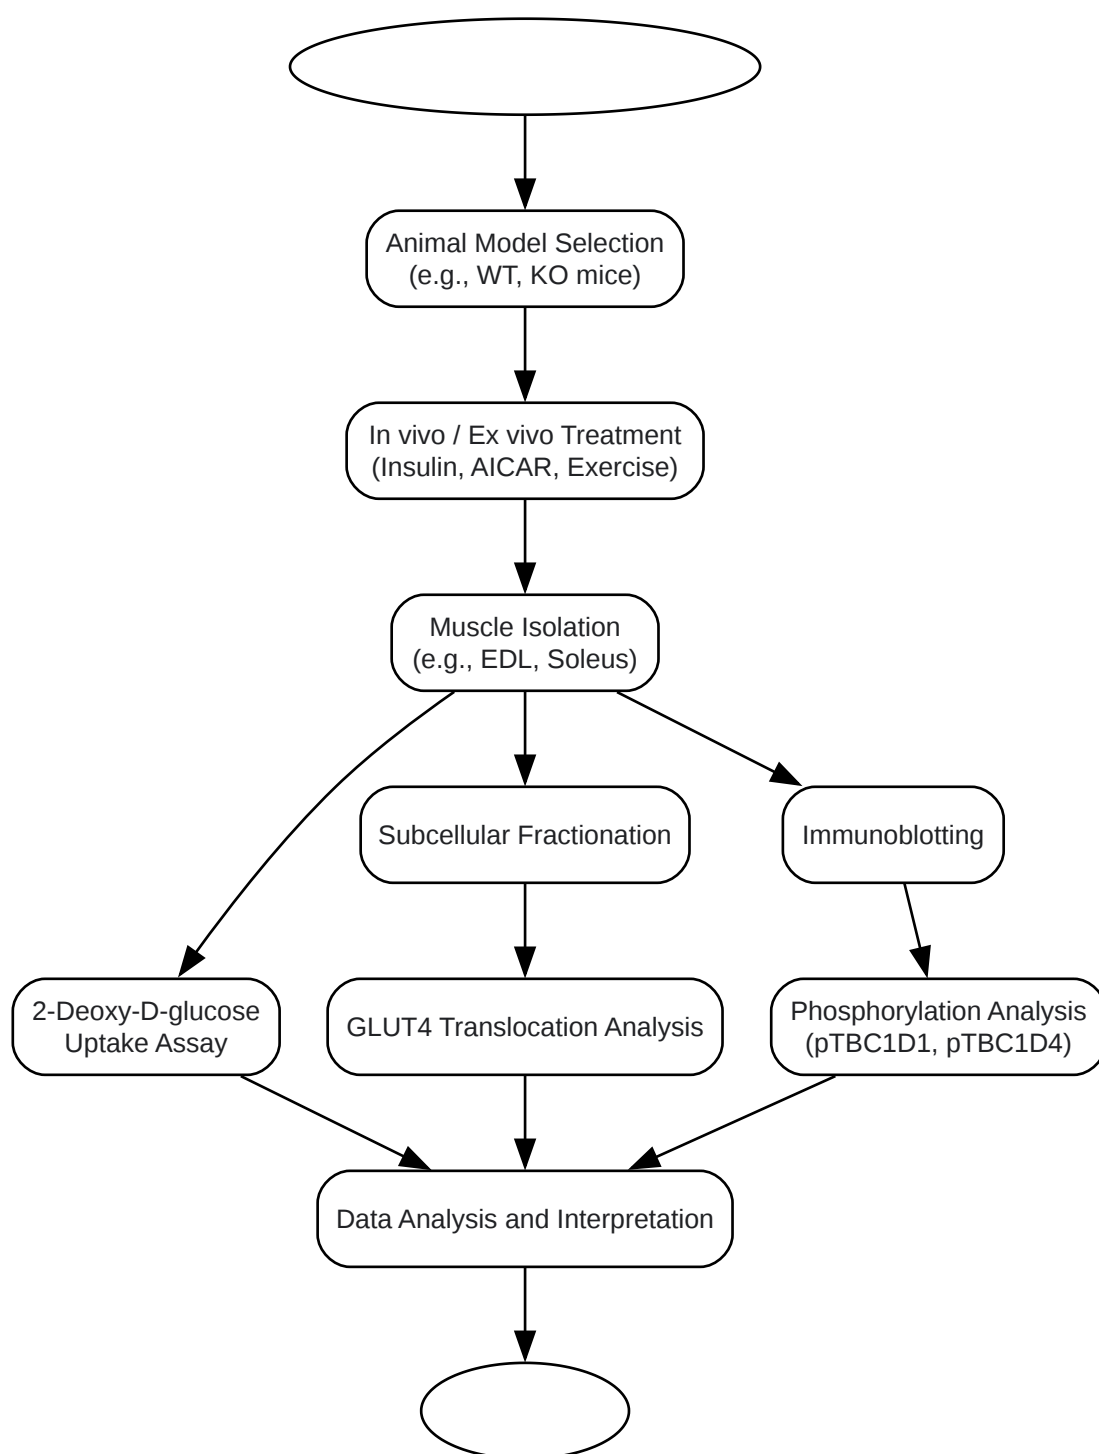 Animal Model Selection
(e.g., WT, KO mice)
In vivo / Ex vivo Treatment
(Insulin, AICAR, Exercise)
Muscle Isolation
(e.g., EDL, Soleus)
Subcellular Fractionation
Immunoblotting
2-Deoxy-D-glucose
Uptake Assay
GLUT4 Translocation Analysis
Phosphorylation Analysis
(pTBC1D1, pTBC1D4)
Data Analysis and Interpretation